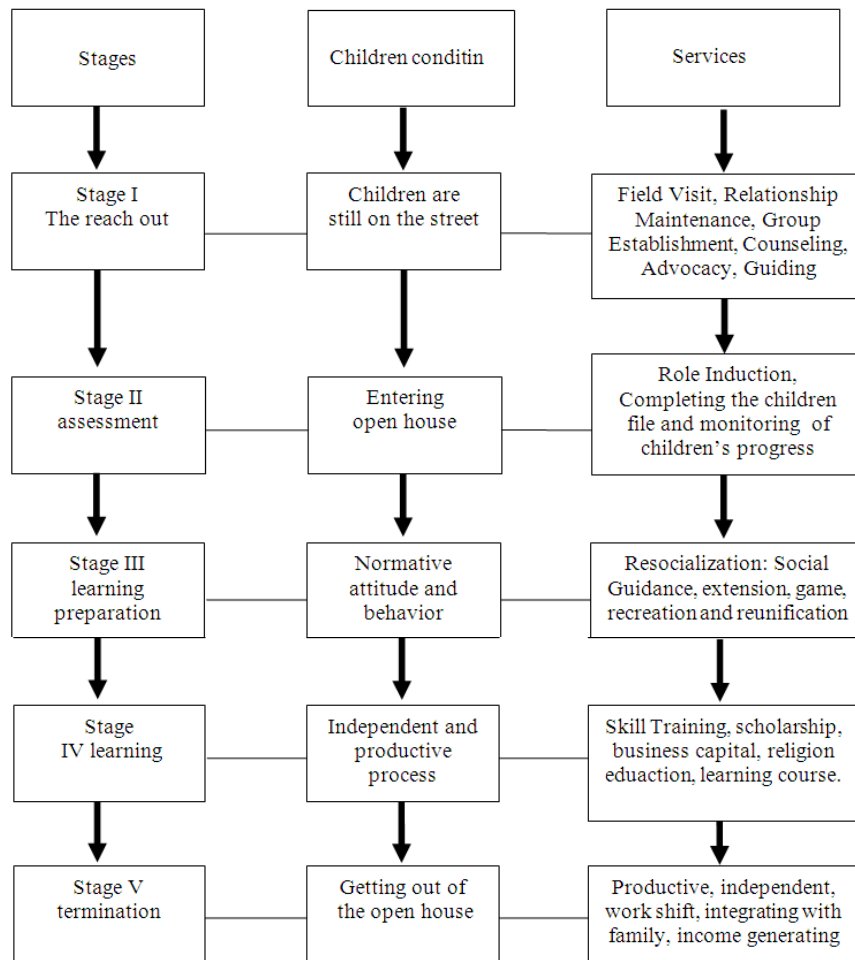 Stages
Children conditin
Services
Stage I
The reach out
Children are
still on the street
Field Visit, Relationship
Maintenance, Group
Establishment, Counseling,
Advocacy, Guiding
Stage II
assessment
Entering
open house
Role Induction,
Completing the children
file and monitoring of
children’s progress
Stage III
learning
preparation
Normative
attitude and
behavior
Resocialization: Social
Guidance, extension, game,
recreation and reunification
Stage
IV learning
Independent and
productive
process
Skill Training, scholarship,
business capital, religion
eduaction, learning course.
Stage V
termination
Getting out of
the open house
Productive, independent,
work shift, integrating with
family, income generating